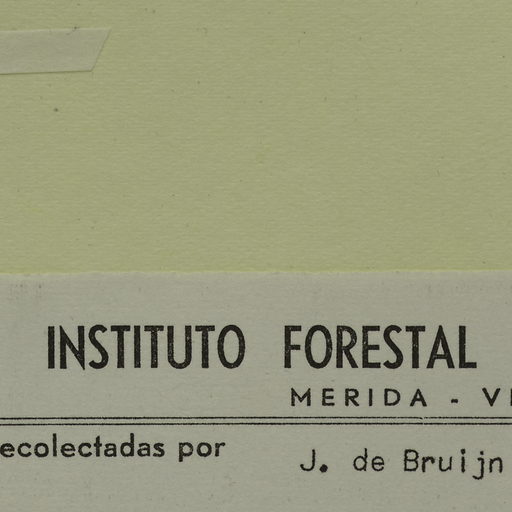 INSTITUTO FORESTAL
MERIDA - V
ecolectadas por J. de Bruijn